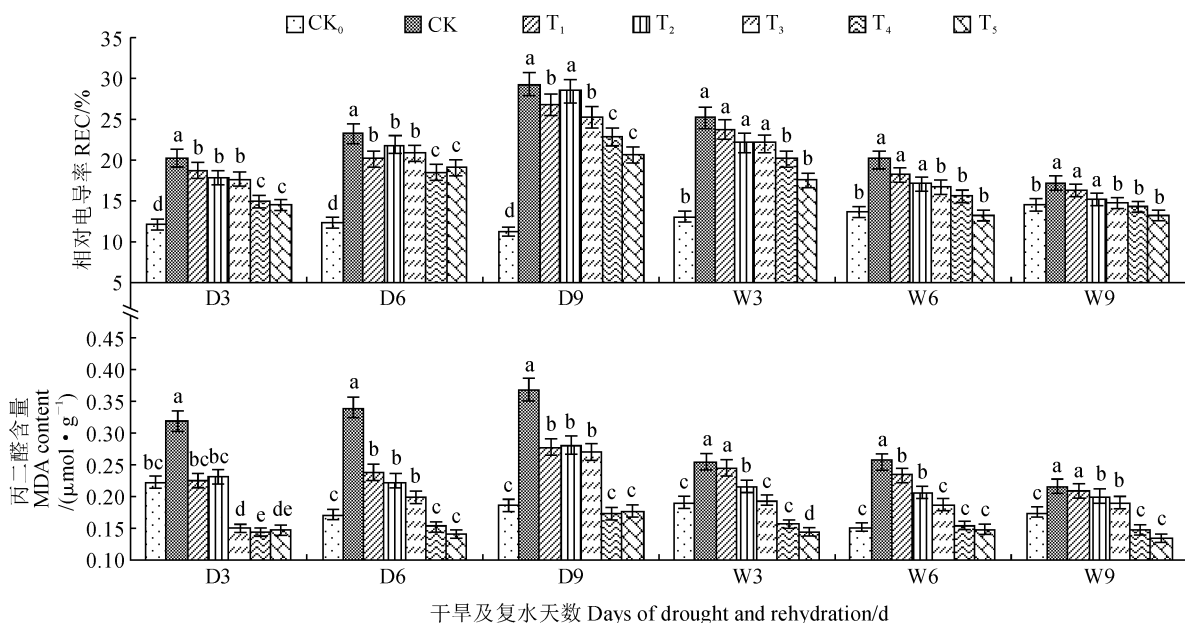 CK₀ CK T₁ T₂ T₃ T₄ T₅
相对电导率 REC/%
35
30
25
20
15
10
5
d a b b b c c
d a b b b c c
d a b a b c c
b a a a a b b
b a a a b b b
b a a a b b b
D3 D6 D9 W3 W6 W9
丙二醛含量
MDA content
/(μmol·g⁻¹)
0.45
0.40
0.35
0.30
0.25
0.20
0.15
0.10
bc a bc bc d e de
c a b b b c c
c a b b b c c
c a a b c c d
c a b b c c c
c a a b b c c
D3 D6 D9 W3 W6 W9
干旱及复水天数 Days of drought and rehydration/d